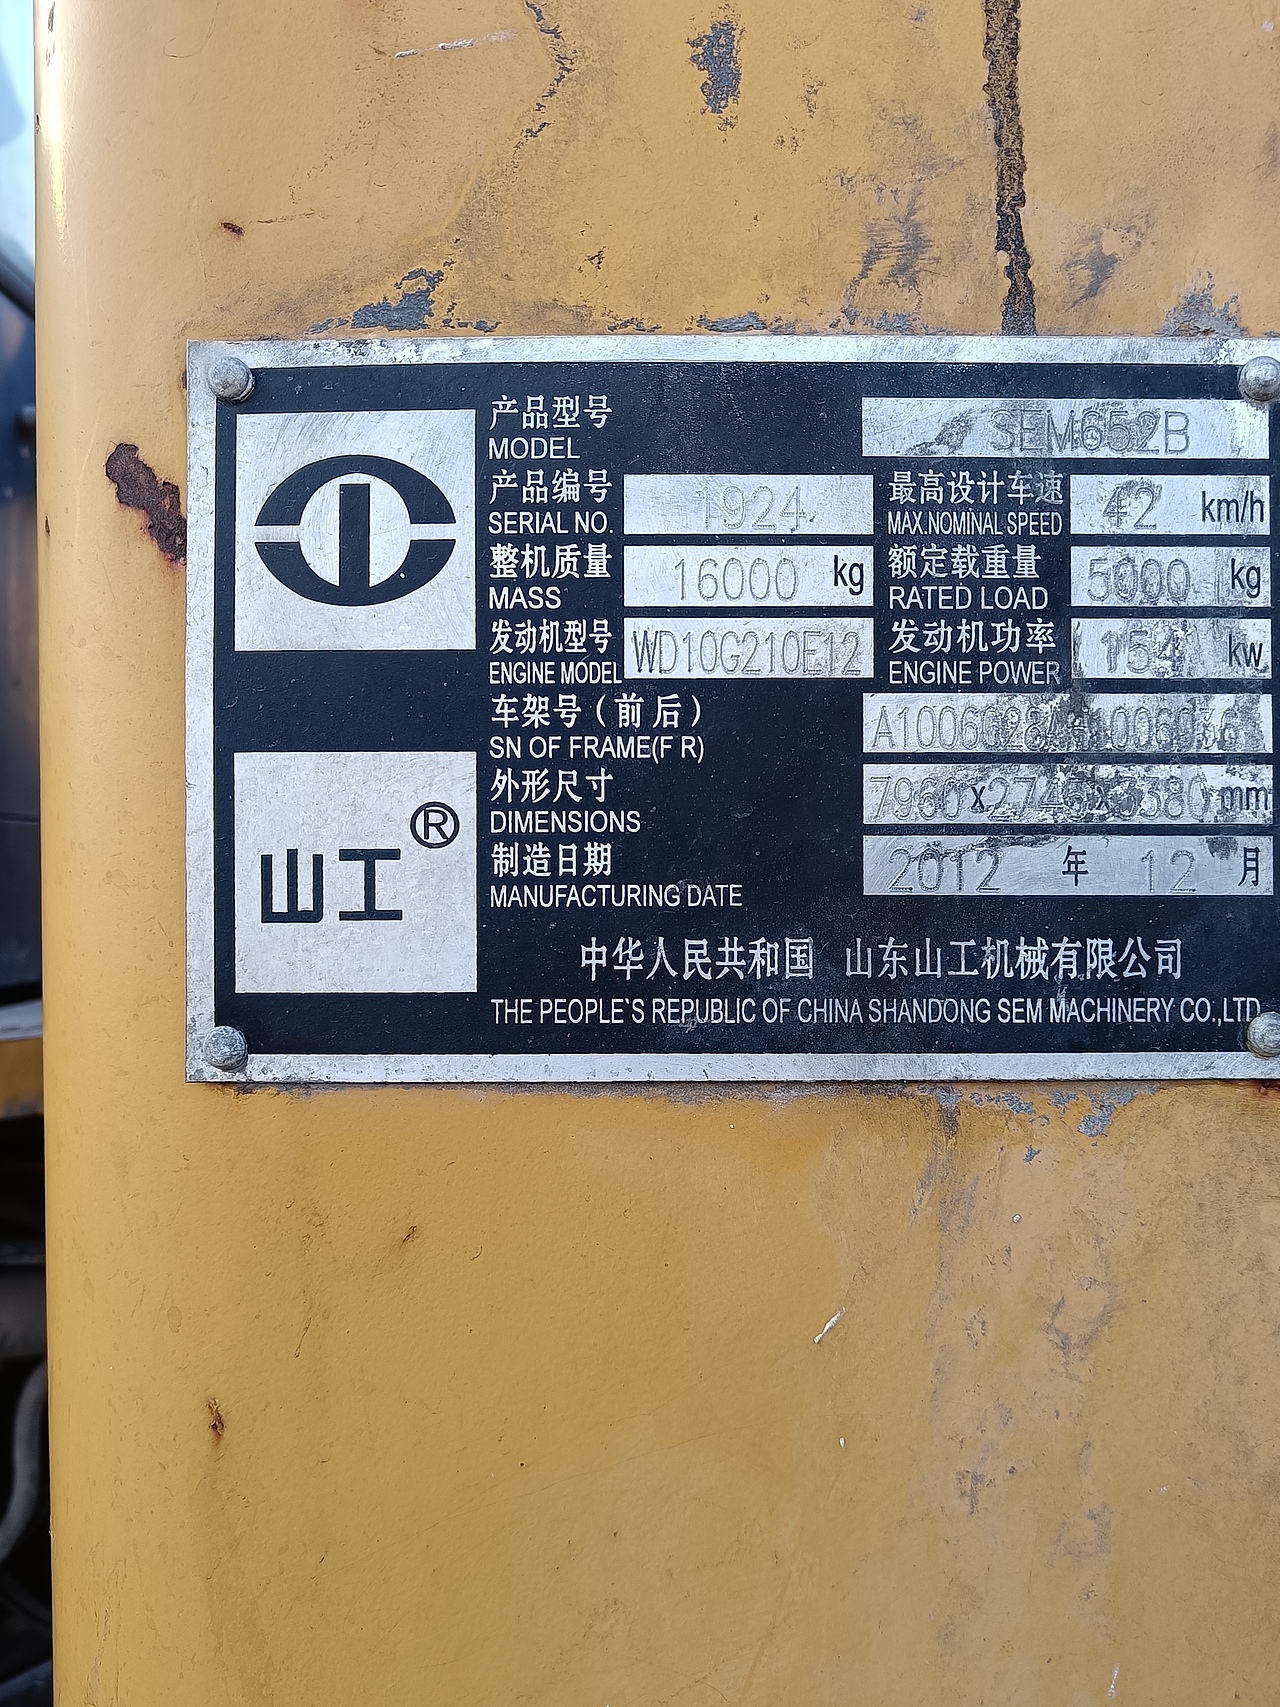 产品型号 SEM652B
MODEL
产品编号 1924 最高设计车速 42 km/h
SERIAL NO. MAX.NOMINAL SPEED
整机质量 16000 kg 额定载重量 5000 kg
MASS RATED LOAD
发动机型号 WD10G210E12 发动机功率 154 kw
ENGINE MODEL ENGINE POWER
车架号（前 后）
SN OF FRAME(F R)
外形尺寸 7960 x 2745 x 3380 mm
DIMENSIONS
制造日期 2012 年 12 月
MANUFACTURING DATE
山工®
中华人民共和国 山东山工机械有限公司
THE PEOPLE`S REPUBLIC OF CHINA SHANDONG SEM MACHINERY CO.,LTD